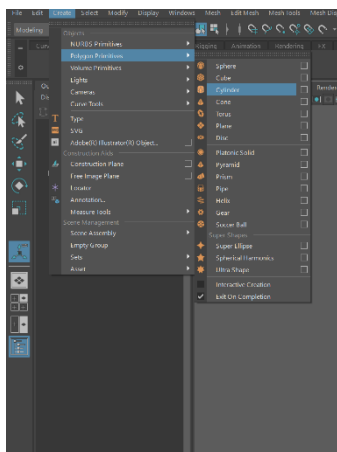 File Edit Create Select Modify Display Windows Mesh Edit Mesh Mesh Tools Mesh Dis
Modeling
Rigging Animation Rendering FX
Objects
NURBS Primitives
Polygon Primitives
Volume Primitives
Lights
Cameras
Curve Tools
Type
SVG
Adobe(R) Illustrator(R) Object...
Construction Aids
Construction Plane
Free Image Plane
Locator
Annotation...
Measure Tools
Scene Management
Scene Assembly
Empty Group
Sets
Asset
Sphere
Cube
Cylinder
Cone
Torus
Plane
Disc
Platonic Solid
Pyramid
Prism
Pipe
Helix
Gear
Soccer Ball
Super Shapes
Super Ellipse
Spherical Harmonics
Ultra Shape
Interactive Creation
Exit On Completion
Render